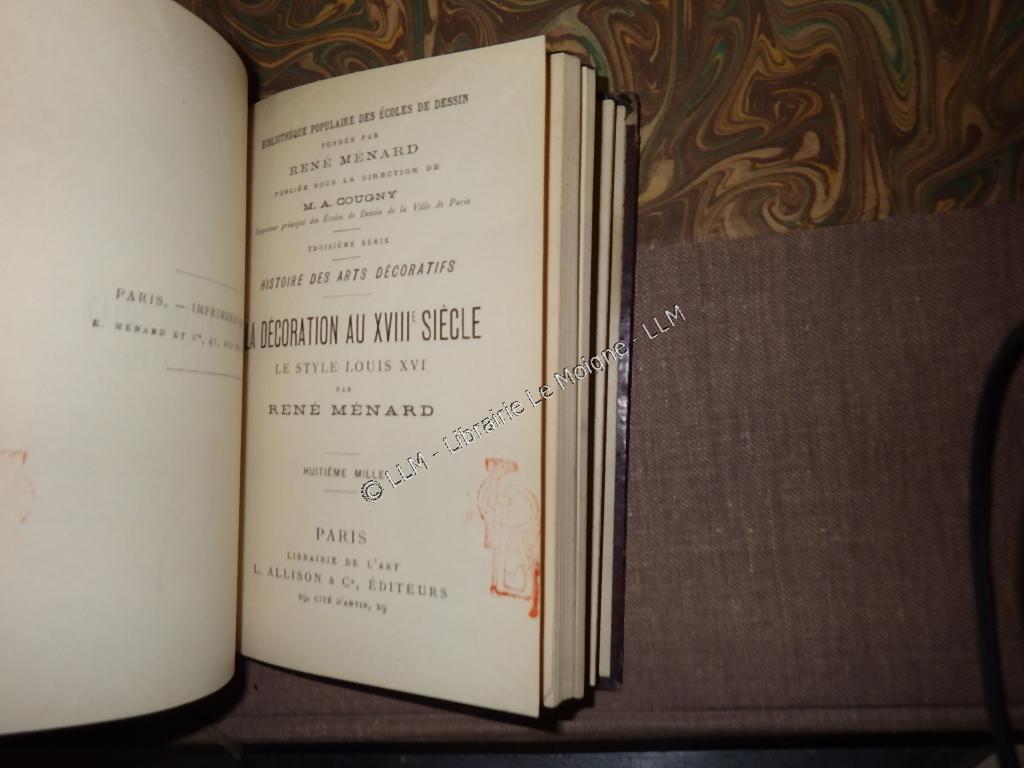 PARIS. — IMPRIMERIE
E. MÉNARD ET Cie, 41,
BIBLIOTHÈQUE POPULAIRE DES ÉCOLES DE DESSIN
FONDÉE PAR
RENÉ MÉNARD
PUBLIÉE SOUS LA DIRECTION DE
M. A. COUGNY
Inspecteur principal des Écoles de Dessin de la Ville de Paris
TROISIÈME SÉRIE
HISTOIRE DES ARTS DÉCORATIFS
LA DÉCORATION AU XVIIIE SIÈCLE
LE STYLE LOUIS XVI
PAR
RENÉ MÉNARD
HUITIÈME MILLE
PARIS
LIBRAIRIE DE L'ART
L. ALLISON & Ce, ÉDITEURS
29, CITÉ D'ANTIN, 29
© LLM - Librairie Le Moigne - LLM